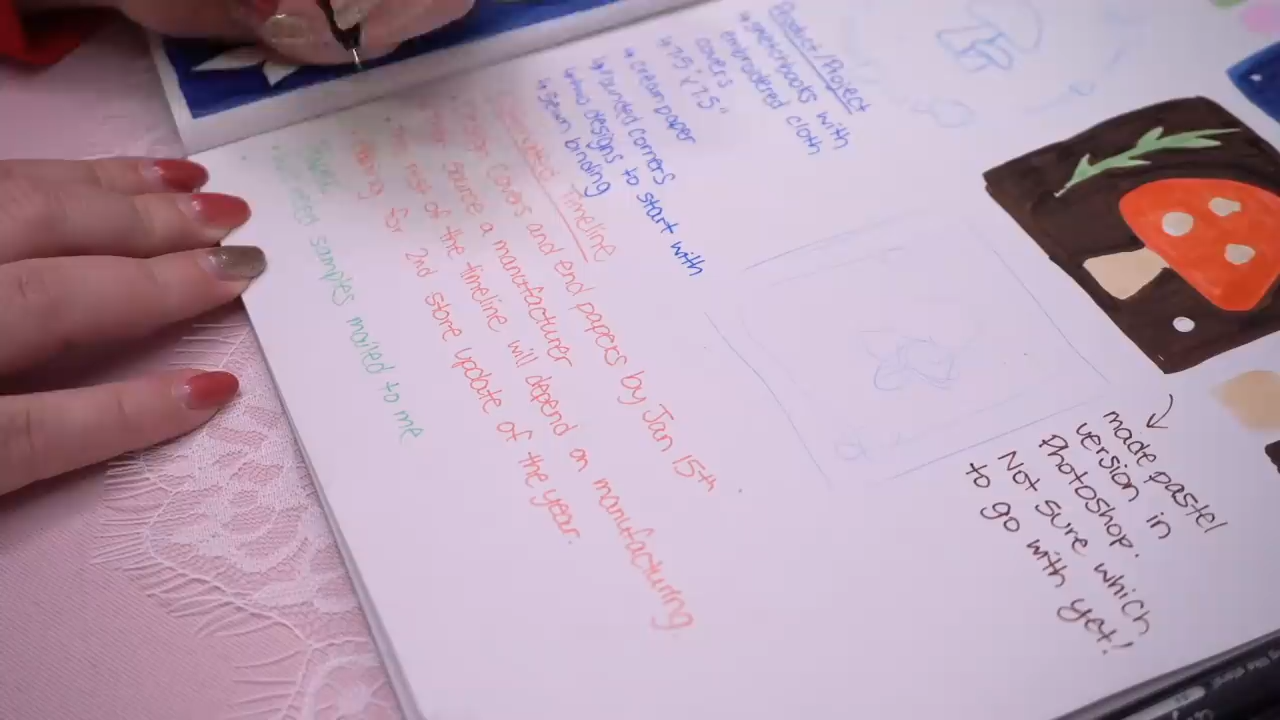 Product/Project
sketchbooks with
embroidered cloth
covers
7.5" x 7.5"
cream paper
rounded corners
two designs to start with
sewn binding
Timeline
covers and end papers by Jan 15th
source a manufacturer
rest of the timeline will depend on manufacturing.
for 2nd store update of the year.
samples mailed to me
made pastel
version in
Photoshop.
Not sure which
to go with yet!